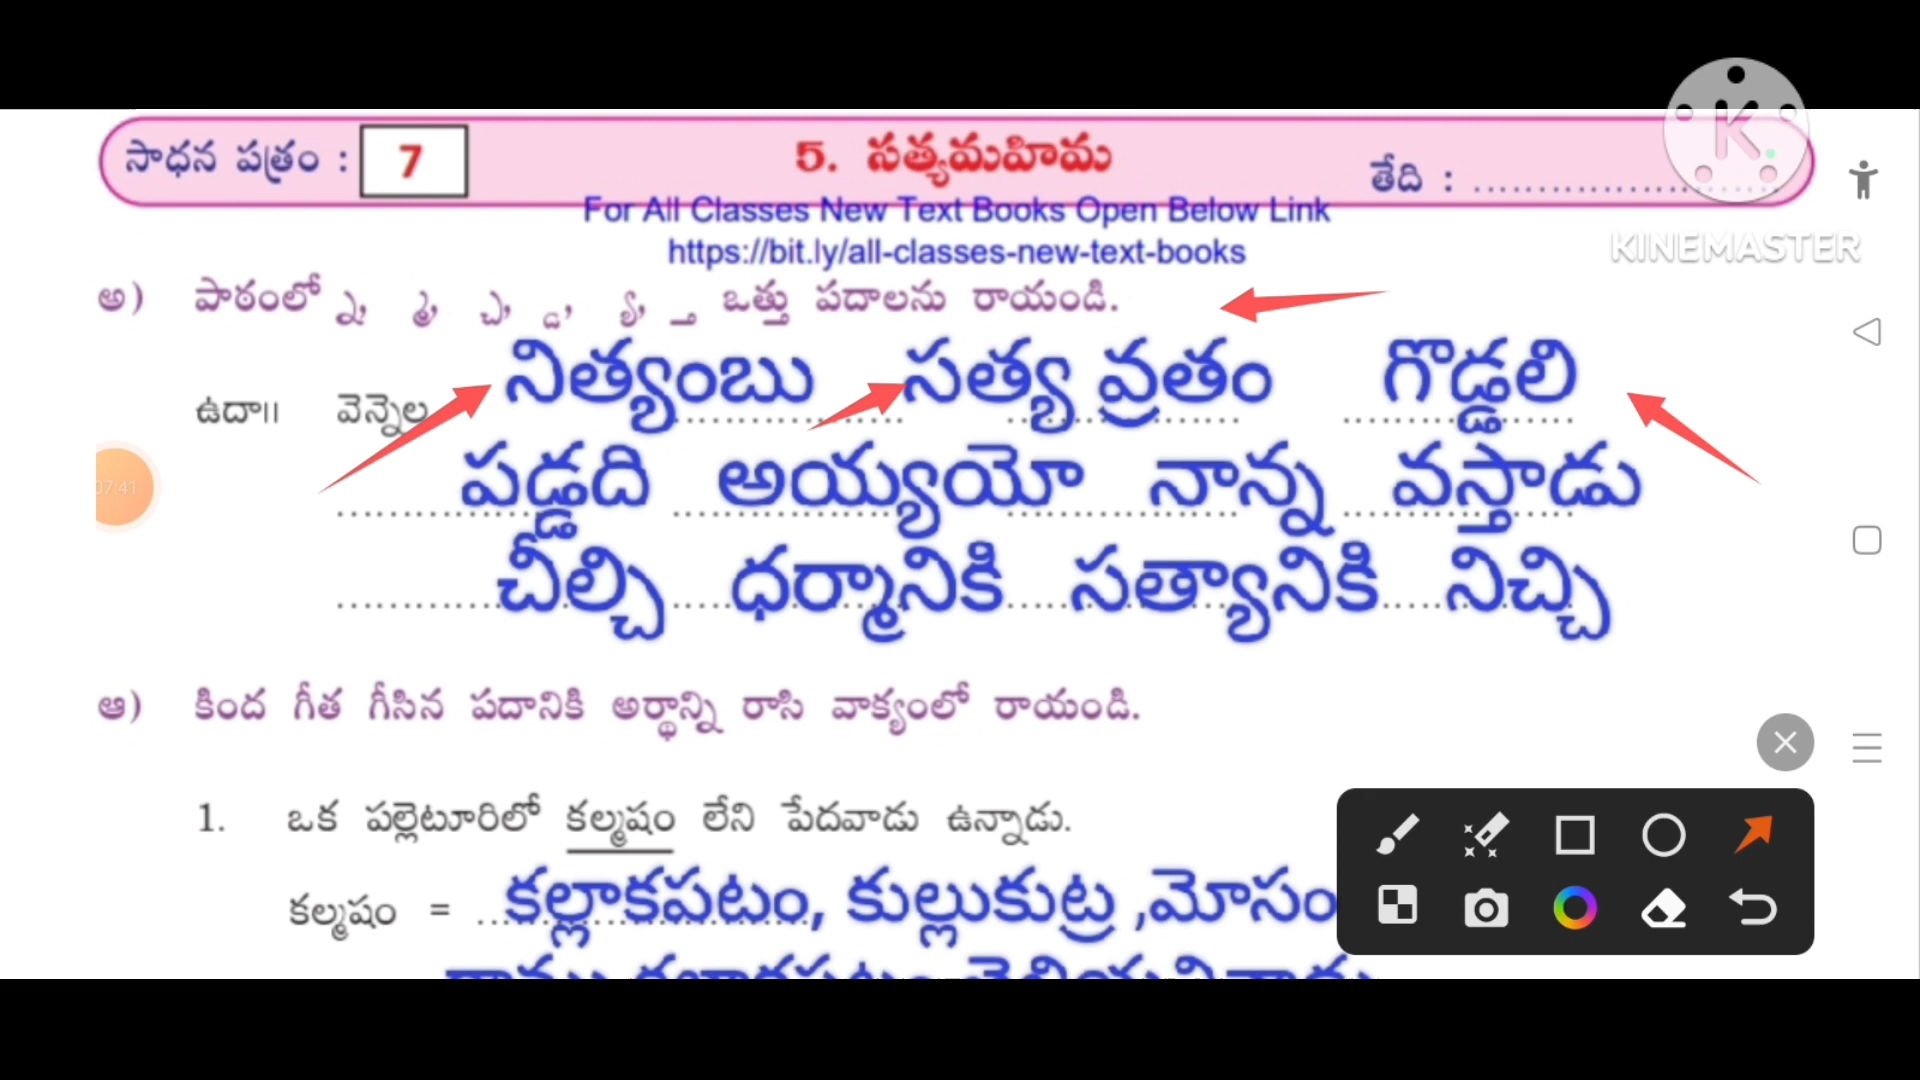 సాధన పత్రం : 7 5. సత్యమహిమ తేది : ........................
KINEMASTER
For All Classes New Text Books Open Below Link
https://bit.ly/all-classes-new-text-books
అ) పాఠంలో ్న, ్మ, ్చ, ్డ, ్య, ్త ఒత్తు పదాలను రాయండి.
ఉదా॥ వెన్నెల నిత్యంబు సత్య వ్రతం గొడ్డలి
07:41
పడ్డది అయ్యయో నాన్న వస్తాడు
చీల్చి ధర్మానికి సత్యానికి నిచ్చి
ఆ) కింద గీత గీసిన పదానికి అర్థాన్ని రాసి వాక్యంలో రాయండి.
1. ఒక పల్లెటూరిలో కల్మషం లేని పేదవాడు ఉన్నాడు.
కల్మషం = కల్లాకపటం, కుల్లుకుట్ర ,మోసం